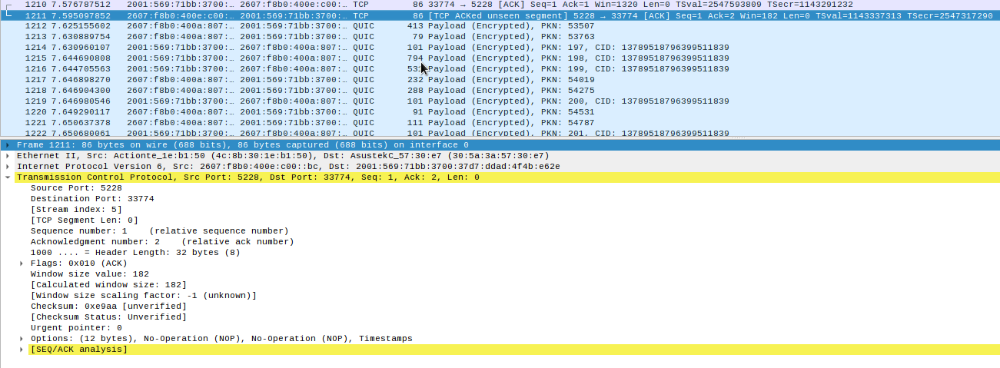 1210 7.576787512 2001:569:71bb:3700:… 2607:f8b0:400e:c00:… TCP 86 33774 → 5228 [ACK] Seq=1 Ack=1 Win=1320 Len=0 TSval=2547593809 TSecr=1143291232
1211 7.595097852 2607:f8b0:400e:c00:… 2001:569:71bb:3700:… TCP 86 [TCP ACKed unseen segment] 5228 → 33774 [ACK] Seq=1 Ack=2 Win=182 Len=0 TSval=1143337313 TSecr=2547317290
1212 7.625155602 2607:f8b0:400a:807:… 2001:569:71bb:3700:… QUIC 413 Payload (Encrypted), PKN: 53507
1213 7.630889754 2607:f8b0:400a:807:… 2001:569:71bb:3700:… QUIC 79 Payload (Encrypted), PKN: 53763
1214 7.630960107 2001:569:71bb:3700:… 2607:f8b0:400a:807:… QUIC 101 Payload (Encrypted), PKN: 197, CID: 13789518796399511839
1215 7.644690808 2001:569:71bb:3700:… 2607:f8b0:400a:807:… QUIC 794 Payload (Encrypted), PKN: 198, CID: 13789518796399511839
1216 7.644705563 2001:569:71bb:3700:… 2607:f8b0:400a:807:… QUIC Payload (Encrypted), PKN: 199, CID: 13789518796399511839
1217 7.646898270 2607:f8b0:400a:807:… 2001:569:71bb:3700:… QUIC 232 Payload (Encrypted), PKN: 54019
1218 7.646904300 2607:f8b0:400a:807:… 2001:569:71bb:3700:… QUIC 288 Payload (Encrypted), PKN: 54275
1219 7.646980546 2001:569:71bb:3700:… 2607:f8b0:400a:807:… QUIC 101 Payload (Encrypted), PKN: 200, CID: 13789518796399511839
1220 7.649290117 2607:f8b0:400a:807:… 2001:569:71bb:3700:… QUIC 91 Payload (Encrypted), PKN: 54531
1221 7.650637378 2607:f8b0:400a:807:… 2001:569:71bb:3700:… QUIC 111 Payload (Encrypted), PKN: 54787
1222 7.650680061 2001:569:71bb:3700:… 2607:f8b0:400a:807:… QUIC 101 Payload (Encrypted), PKN: 201, CID: 13789518796399511839
Frame 1211: 86 bytes on wire (688 bits), 86 bytes captured (688 bits) on interface 0
Ethernet II, Src: Actionte_1e:b1:50 (4c:8b:30:1e:b1:50), Dst: AsustekC_57:30:e7 (30:5a:3a:57:30:e7)
Internet Protocol Version 6, Src: 2607:f8b0:400e:c00::bc, Dst: 2001:569:71bb:3700:37d7:ddad:4f4b:e62e
Transmission Control Protocol, Src Port: 5228, Dst Port: 33774, Seq: 1, Ack: 2, Len: 0
Source Port: 5228
Destination Port: 33774
[Stream index: 5]
[TCP Segment Len: 0]
Sequence number: 1 (relative sequence number)
Acknowledgment number: 2 (relative ack number)
1000 .... = Header Length: 32 bytes (8)
Flags: 0x010 (ACK)
Window size value: 182
[Calculated window size: 182]
[Window size scaling factor: -1 (unknown)]
Checksum: 0xe9aa [unverified]
[Checksum Status: Unverified]
Urgent pointer: 0
Options: (12 bytes), No-Operation (NOP), No-Operation (NOP), Timestamps
[SEQ/ACK analysis]